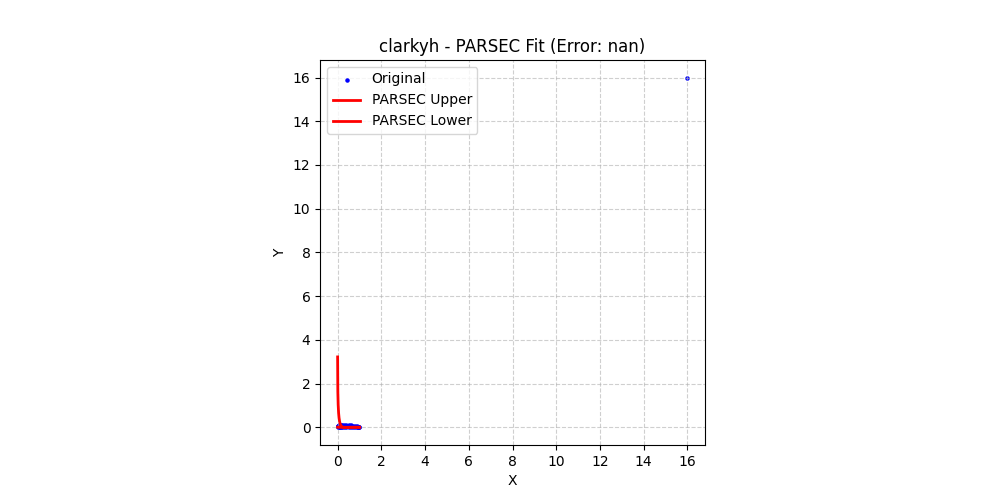 clarkyh - PARSEC Fit (Error: nan)
Original
PARSEC Upper
PARSEC Lower
16
14
12
10
8
6
4
2
0
Y
0 2 4 6 8 10 12 14 16
X